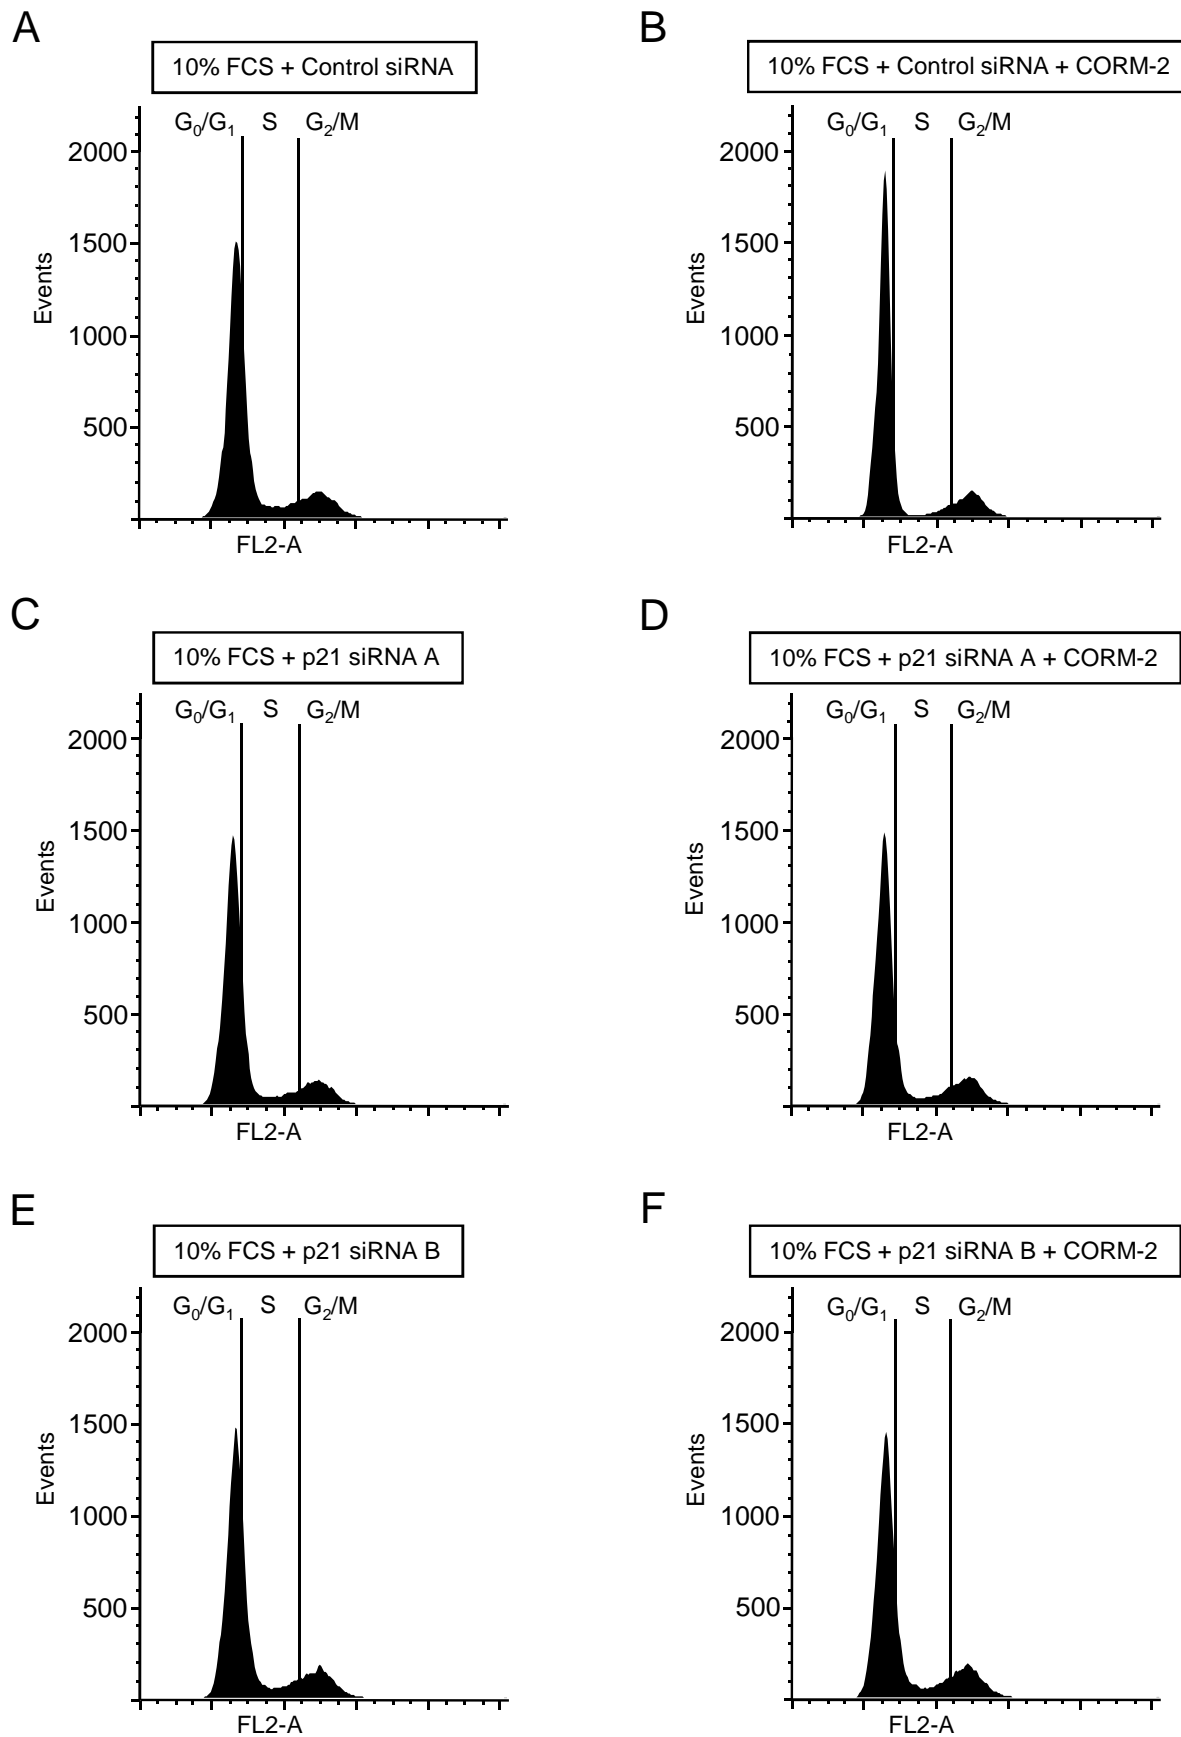 A
10% FCS + Control siRNA
G0/G1 S G2/M
2000
1500
1000
500
Events
FL2-A
B
10% FCS + Control siRNA + CORM-2
G0/G1 S G2/M
2000
1500
1000
500
Events
FL2-A
C
10% FCS + p21 siRNA A
G0/G1 S G2/M
2000
1500
1000
500
Events
FL2-A
D
10% FCS + p21 siRNA A + CORM-2
G0/G1 S G2/M
2000
1500
1000
500
Events
FL2-A
E
10% FCS + p21 siRNA B
G0/G1 S G2/M
2000
1500
1000
500
Events
FL2-A
F
10% FCS + p21 siRNA B + CORM-2
G0/G1 S G2/M
2000
1500
1000
500
Events
FL2-A